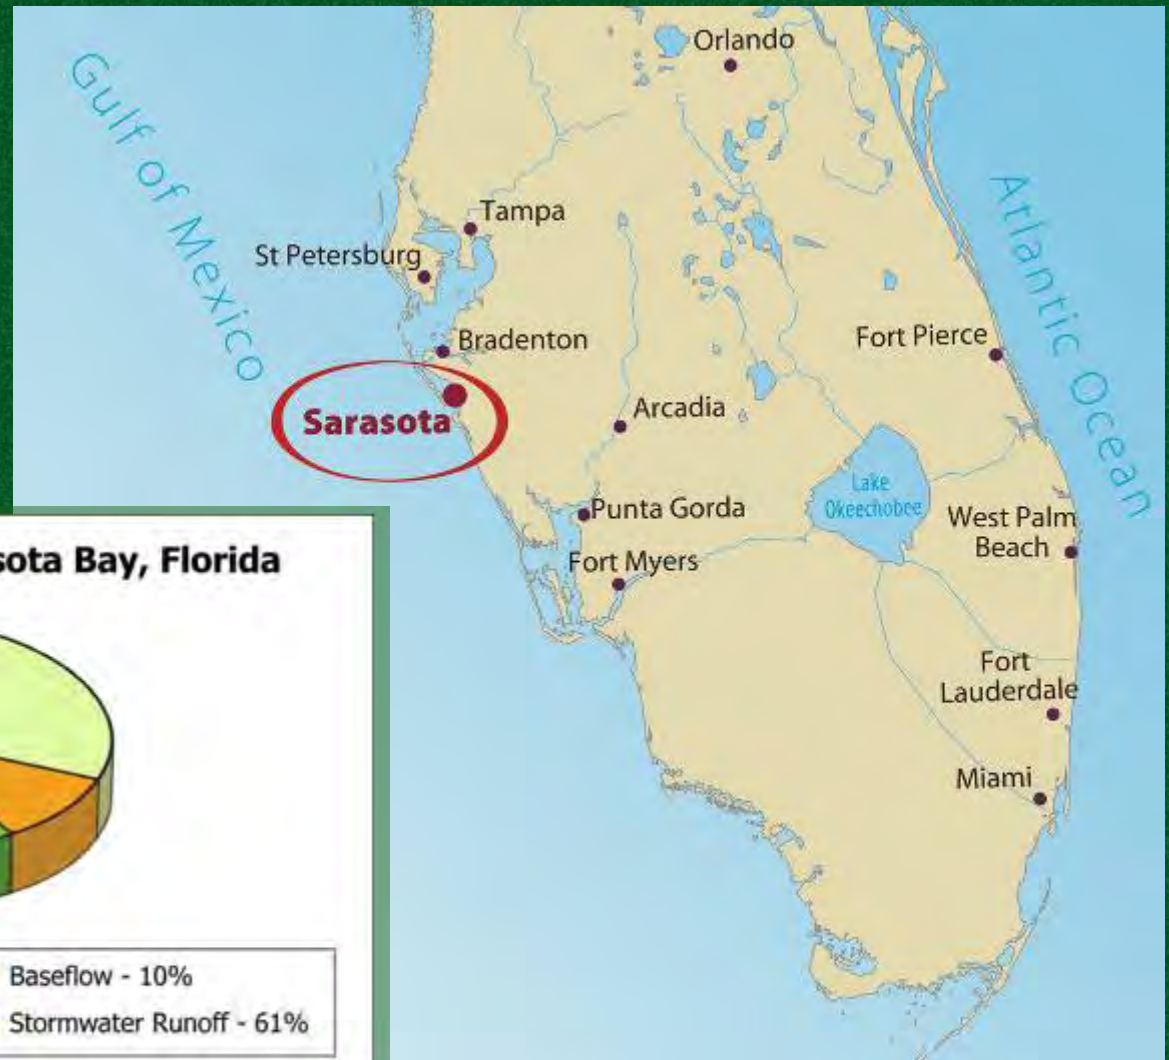 Gulf of Mexico
Orlando
Atlantic Ocean
Tampa
St Petersburg
Bradenton
Fort Pierce
Sarasota
Arcadia
Lake
Okeechobee
Punta Gorda
West Palm
Beach
Fort Myers
Fort
Lauderdale
Miami
sota Bay, Florida
Baseflow - 10%
Stormwater Runoff - 61%